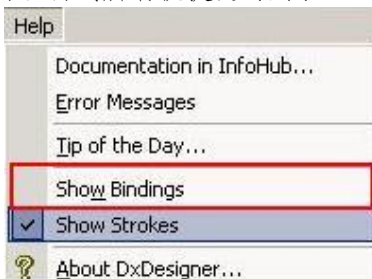 Help
Documentation in InfoHub...
Error Messages
Tip of the Day...
Show Bindings
Show Strokes
About DxDesigner...